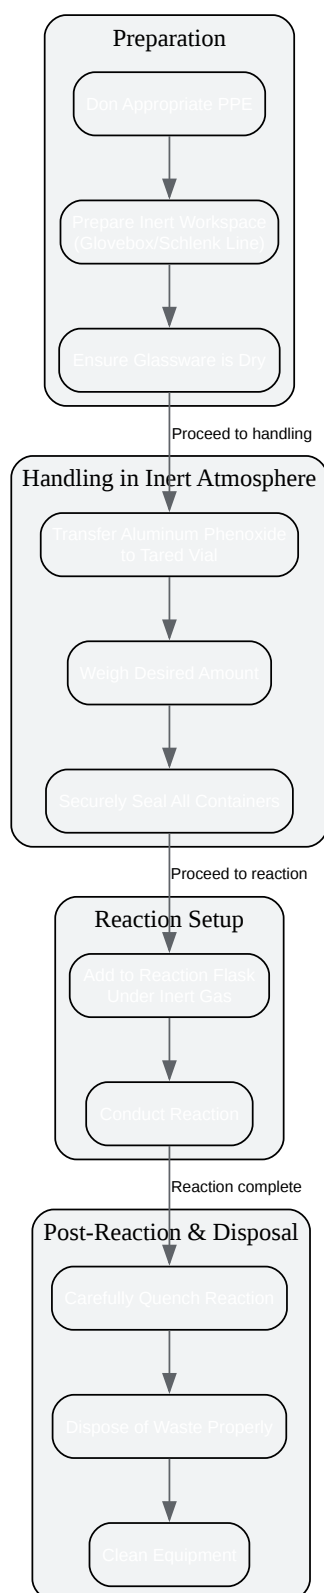 Preparation
Don Appropriate PPE
Prepare Inert Workspace
(Glovebox/Schlenk Line)
Ensure Glassware is Dry
Proceed to handling
Handling in Inert Atmosphere
Transfer Aluminum Phenoxide
to Tared Vial
Weigh Desired Amount
Securely Seal All Containers
Proceed to reaction
Reaction Setup
Add to Reaction Flask
Under Inert Gas
Conduct Reaction
Reaction complete
Post-Reaction & Disposal
Carefully Quench Reaction
Dispose of Waste Properly
Clean Equipment